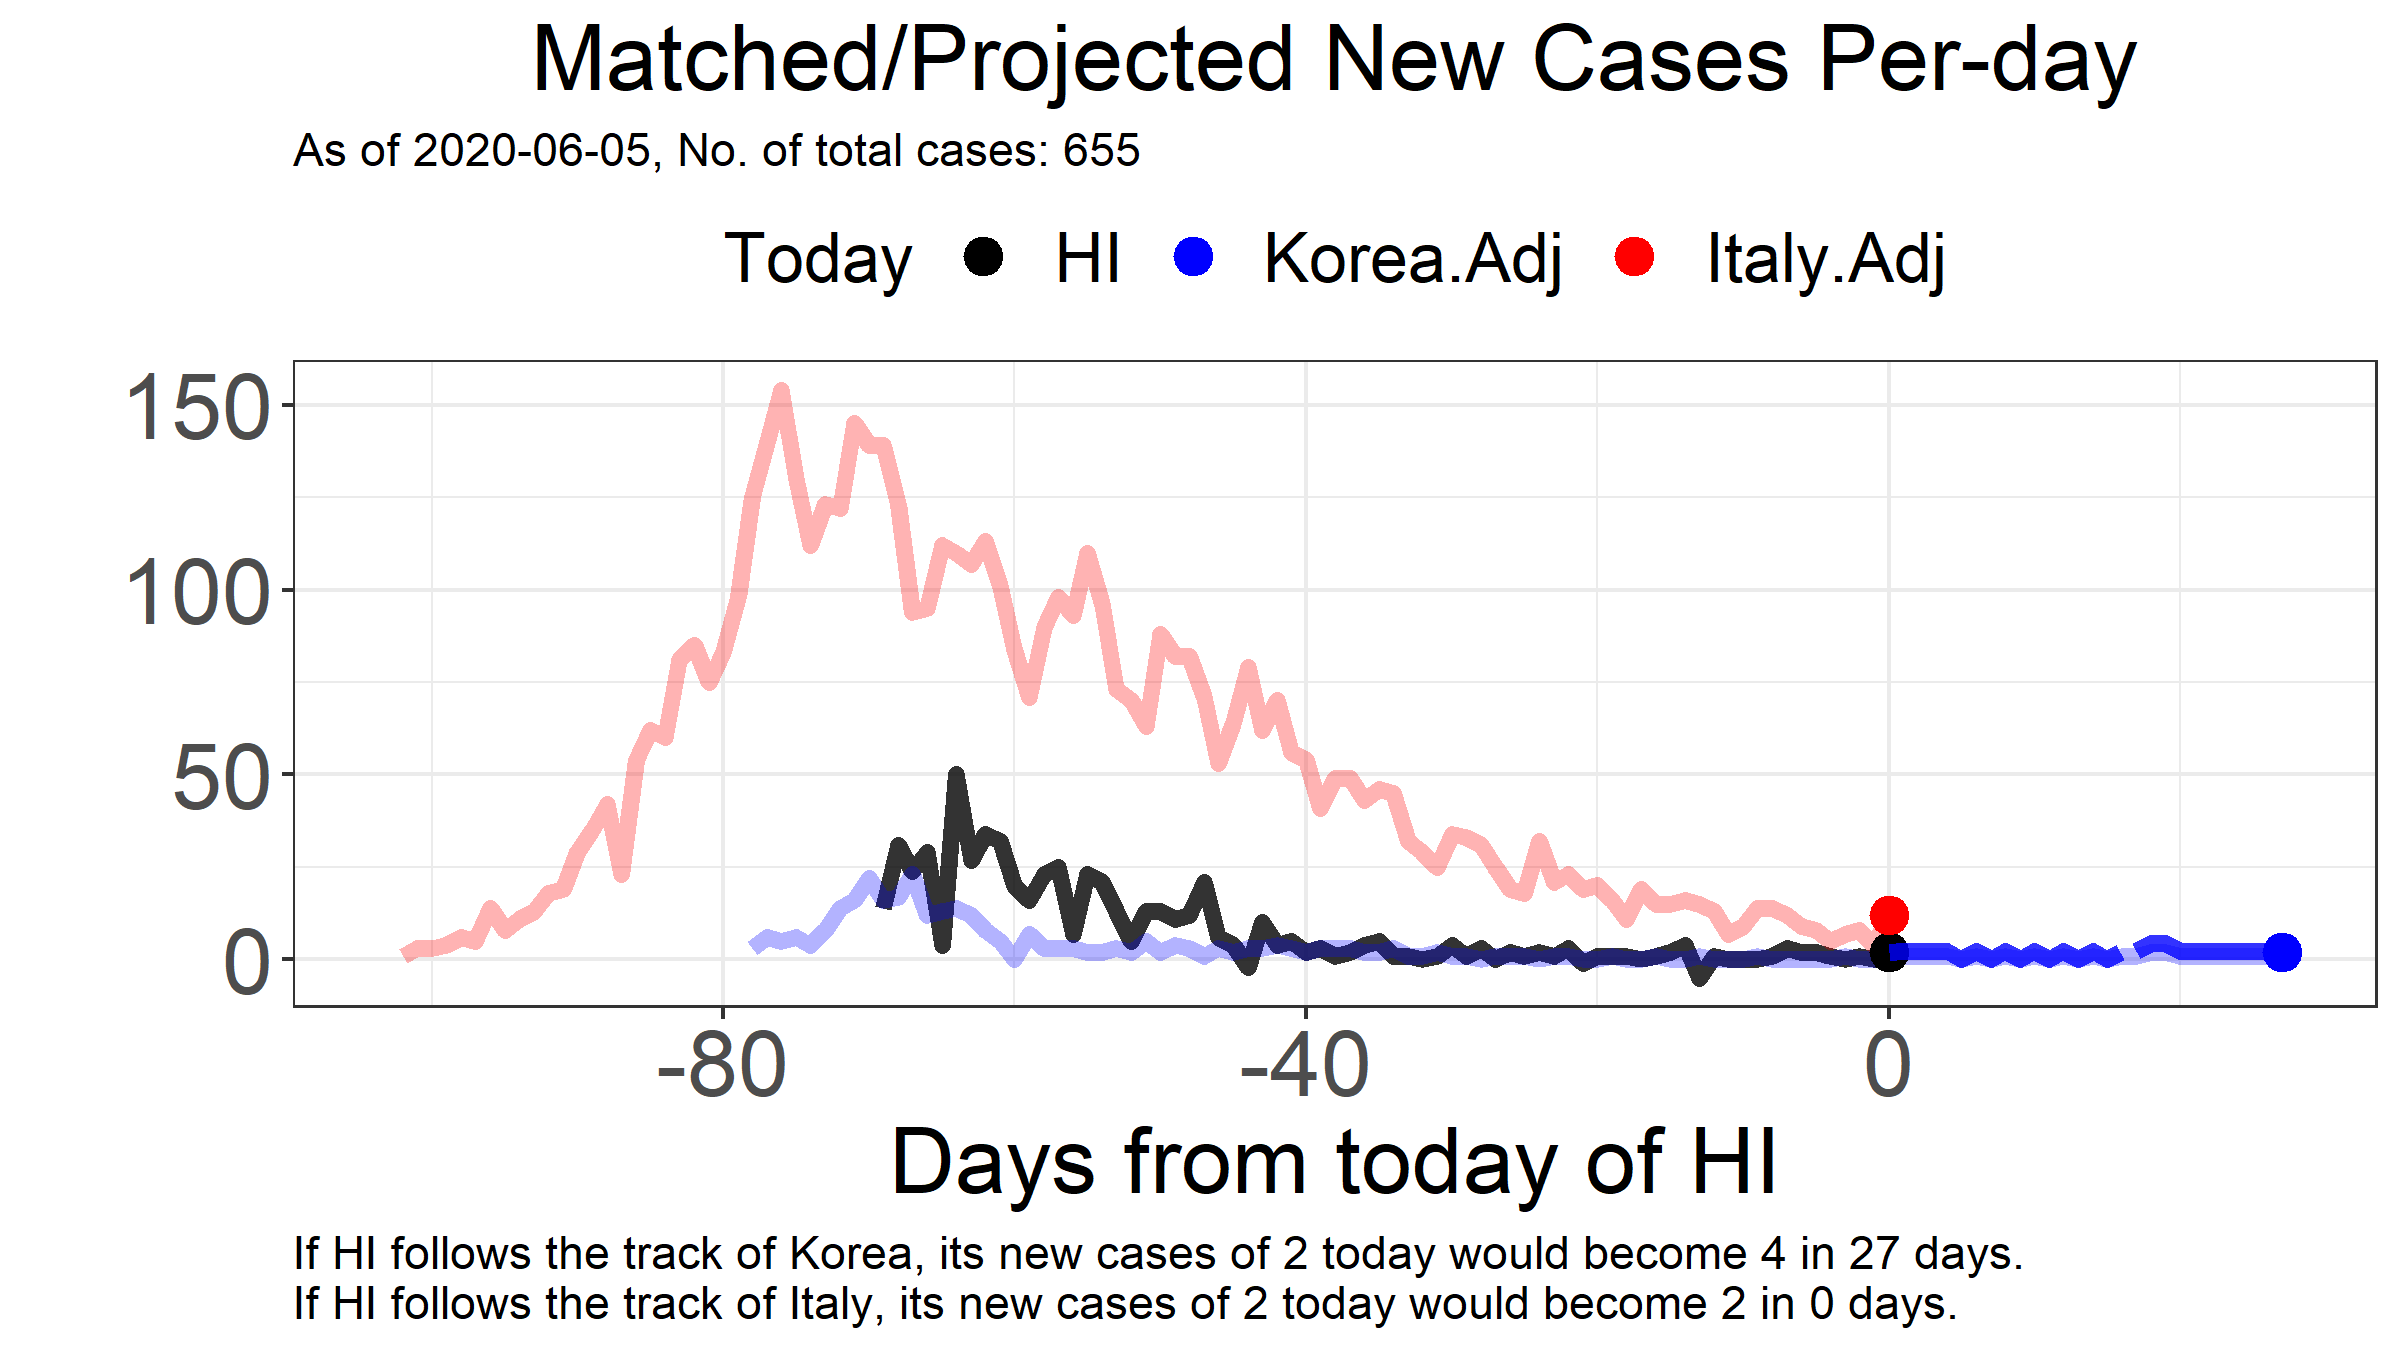 Matched/Projected New Cases Per-day
As of 2020-06-05, No. of total cases: 655
Today HI Korea.Adj Italy.Adj
150
100
50
0
-80 -40 0
Days from today of HI
If HI follows the track of Korea, its new cases of 2 today would become 4 in 27 days.
If HI follows the track of Italy, its new cases of 2 today would become 2 in 0 days.